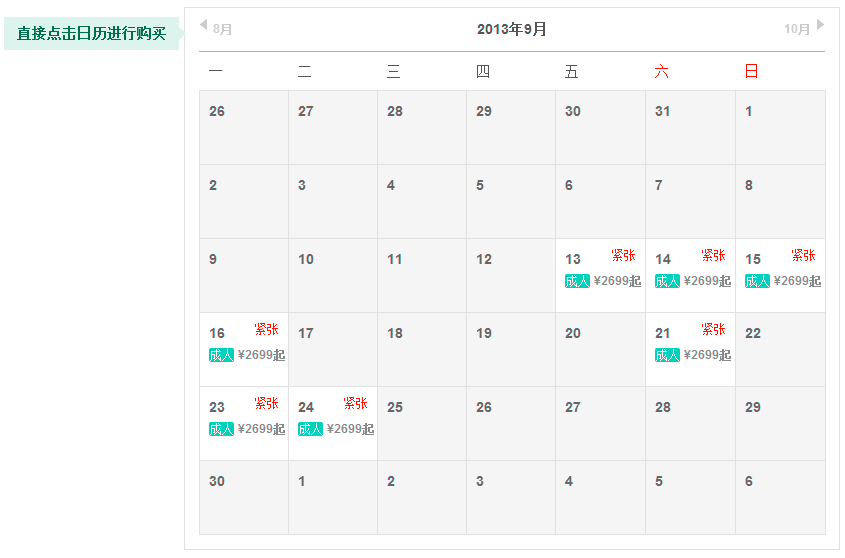 直接点击日历进行购买
8月 2013年9月 10月
一 二 三 四 五 六 日
26 27 28 29 30 31 1
2 3 4 5 6 7 8
9 10 11 12 13 紧张 14 紧张 15 紧张
成人 ¥2699起 成人 ¥2699起 成人 ¥2699起
16 紧张 17 18 19 20 21 紧张 22
成人 ¥2699起 成人 ¥2699起
23 紧张 24 紧张 25 26 27 28 29
成人 ¥2699起 成人 ¥2699起
30 1 2 3 4 5 6